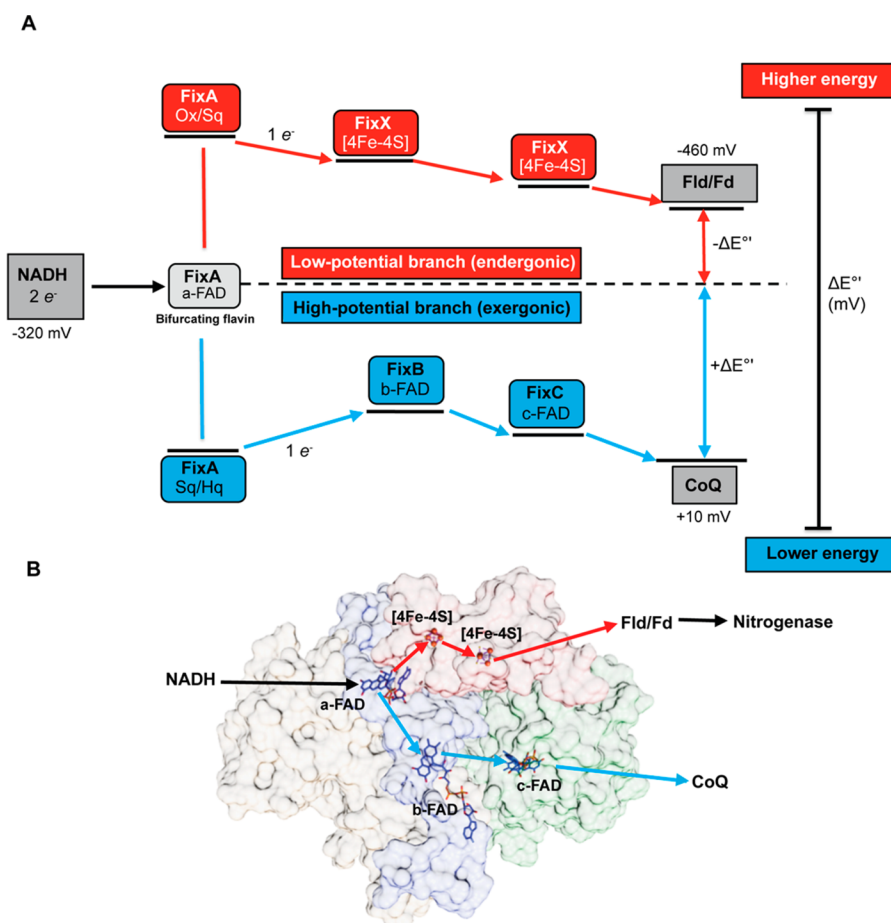 A
Higher energy
FixA
Ox/Sq
1 e-
FixX
[4Fe-4S]
FixX
[4Fe-4S]
-460 mV
Fld/Fd
-ΔE°'
NADH
2 e-
-320 mV
FixA
a-FAD
Bifurcating flavin
Low-potential branch (endergonic)
High-potential branch (exergonic)
ΔE°'
(mV)
+ΔE°'
FixB
b-FAD
FixC
c-FAD
1 e-
FixA
Sq/Hq
CoQ
+10 mV
Lower energy
B
[4Fe-4S]
[4Fe-4S]
Fld/Fd
Nitrogenase
NADH
a-FAD
b-FAD
c-FAD
CoQ